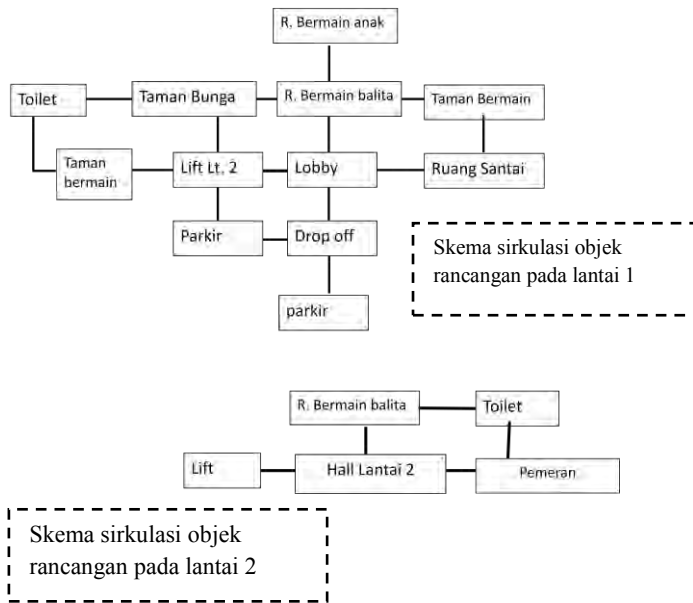 R. Bermain anak
Toilet
Taman Bunga
R. Bermain balita
Taman Bermain
Taman
bermain
Lift Lt. 2
Lobby
Ruang Santai
Parkir
Drop off
Skema sirkulasi objek
rancangan pada lantai 1
parkir
R. Bermain balita
Toilet
Lift
Hall Lantai 2
Pemeran
Skema sirkulasi objek
rancangan pada lantai 2